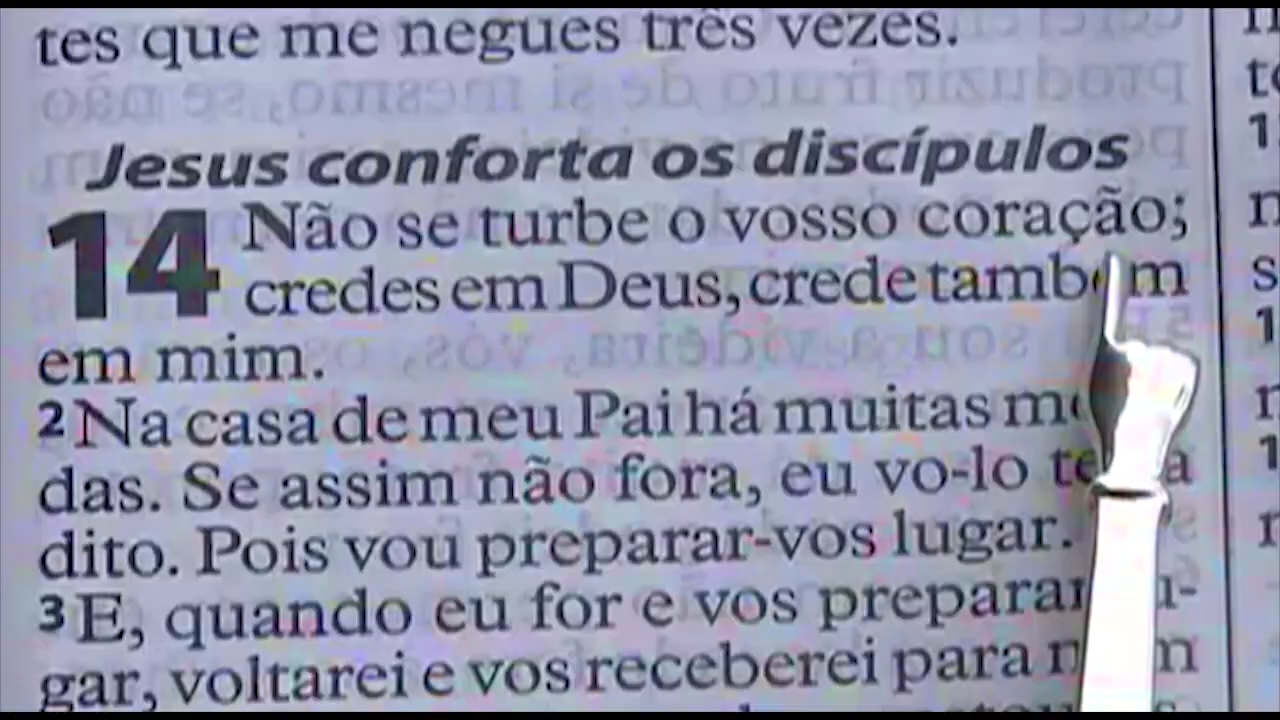 tes que me negues três vezes.
Jesus conforta os discípulos
14 Não se turbe o vosso coração;
credes em Deus, crede também
em mim.
2 Na casa de meu Pai há muitas
das. Se assim não fora, eu vo-lo
dito. Pois vou preparar-vos lugar.
3 E, quando eu for e vos preparar
gar, voltarei e vos receberei para